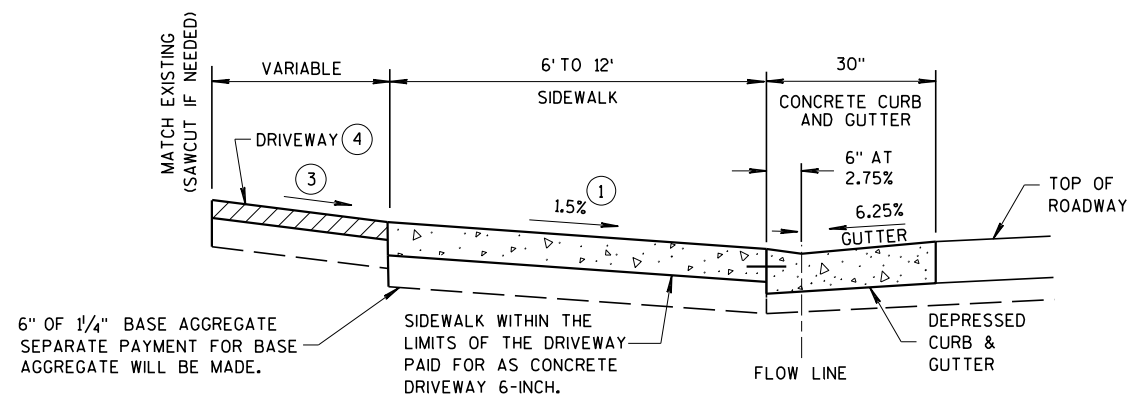 MATCH EXISTING
(SAWCUT IF NEEDED)
VARIABLE
6' TO 12'
SIDEWALK
30"
CONCRETE CURB
AND GUTTER
DRIVEWAY 4
3
1.5% 1
6" AT
2.75%
6.25%
GUTTER
TOP OF
ROADWAY
6" OF 1 1/4" BASE AGGREGATE
SEPARATE PAYMENT FOR BASE
AGGREGATE WILL BE MADE.
SIDEWALK WITHIN THE
LIMITS OF THE DRIVEWAY
PAID FOR AS CONCRETE
DRIVEWAY 6-INCH.
FLOW LINE
DEPRESSED
CURB &
GUTTER